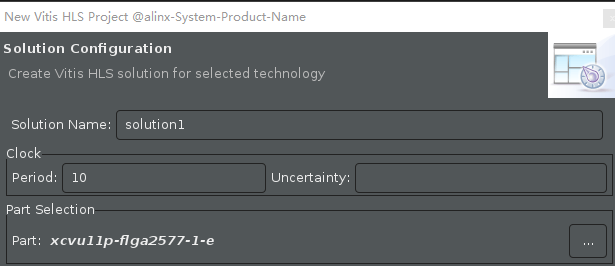 New Vitis HLS Project @alinx-System-Product-Name
Solution Configuration
Create Vitis HLS solution for selected technology
Solution Name: solution1
Clock
Period: 10 Uncertainty:
Part Selection
Part: xcvu11p-flga2577-1-e ...